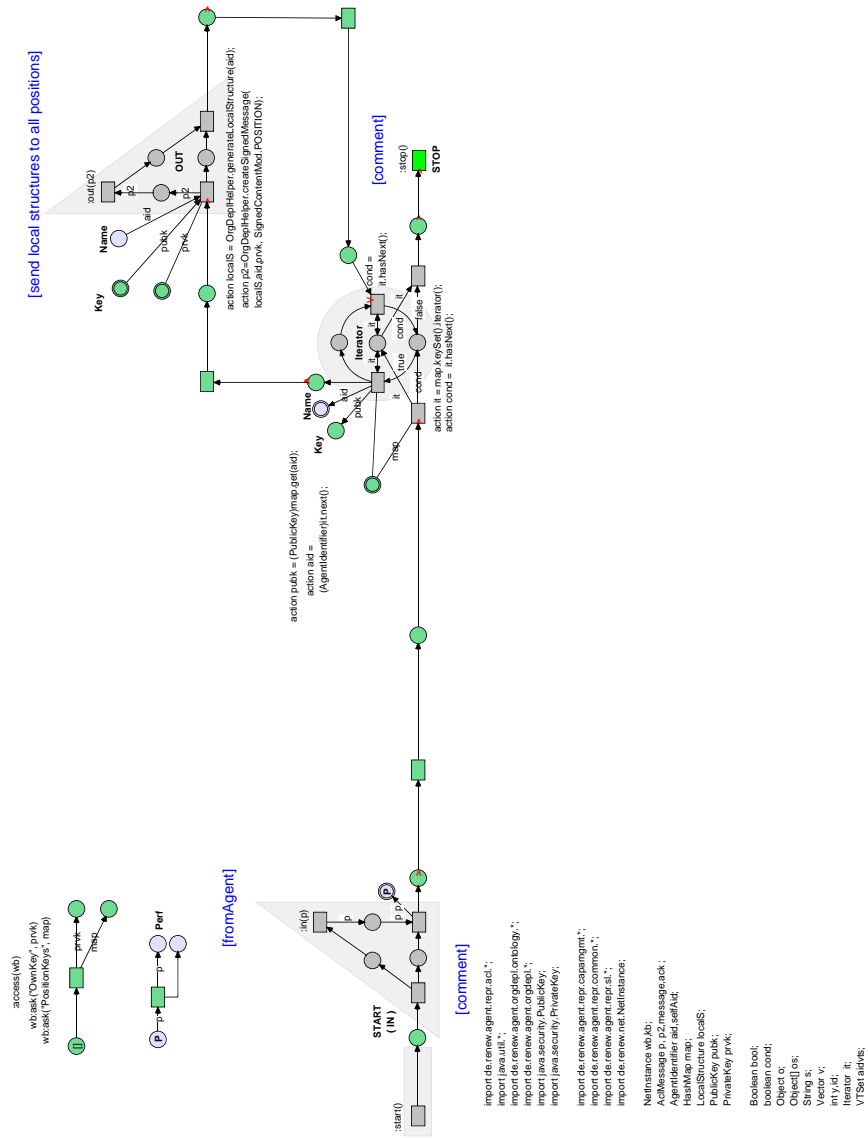 :access(wb)
wb:ask("OwnKey", prvk)
wb:ask("PositionKeys", map)
[]
prvk
map
P
p
p
Perf
[fromAgent]
:start()
START
(IN)
:in(p)
p
p
p
P
[comment]
import de.renew.agent.repr.acl.*;
import java.util.*;
import de.renew.agent.orgdepl.ontology.*;
import de.renew.agent.orgdepl.*;
import java.security.PublicKey;
import java.security.PrivateKey;
import de.renew.agent.repr.capamgmt.*;
import de.renew.agent.repr.common.*;
import de.renew.agent.repr.sl.*;
import de.renew.net.NetInstance;
NetInstance wb,kb;
AclMessage p, p2,message,ack ;
AgentIdentifier aid,selfAid;
HashMap map;
LocalStructure localS;
PublicKey pubk;
PrivateKey prvk;
Boolean bool;
boolean cond;
Object o;
Object[] os;
String s;
Vector v;
int y,id;
Iterator it;
VTSet aidvts;
action pubk = (PublicKey)map.get(aid);
action aid =
(AgentIdentifier)it.next();
Key
Name
aid
pubk
map
it
Iterator
it
it
true
cond
cond
it
false
cond =
it.hasNext();
action it = map.keySet().iterator();
action cond = it.hasNext();
[comment]
:stop()
STOP
[send local structures to all positions]
Key
Name
aid
pubk
prvk
:out(p2)
p2
p2
OUT
action localS = OrgDeplHelper.generateLocalStructure(aid);
action p2=OrgDeplHelper.createSignedMessage(
localS,aid,prvk, SignedContentMod.POSITION);